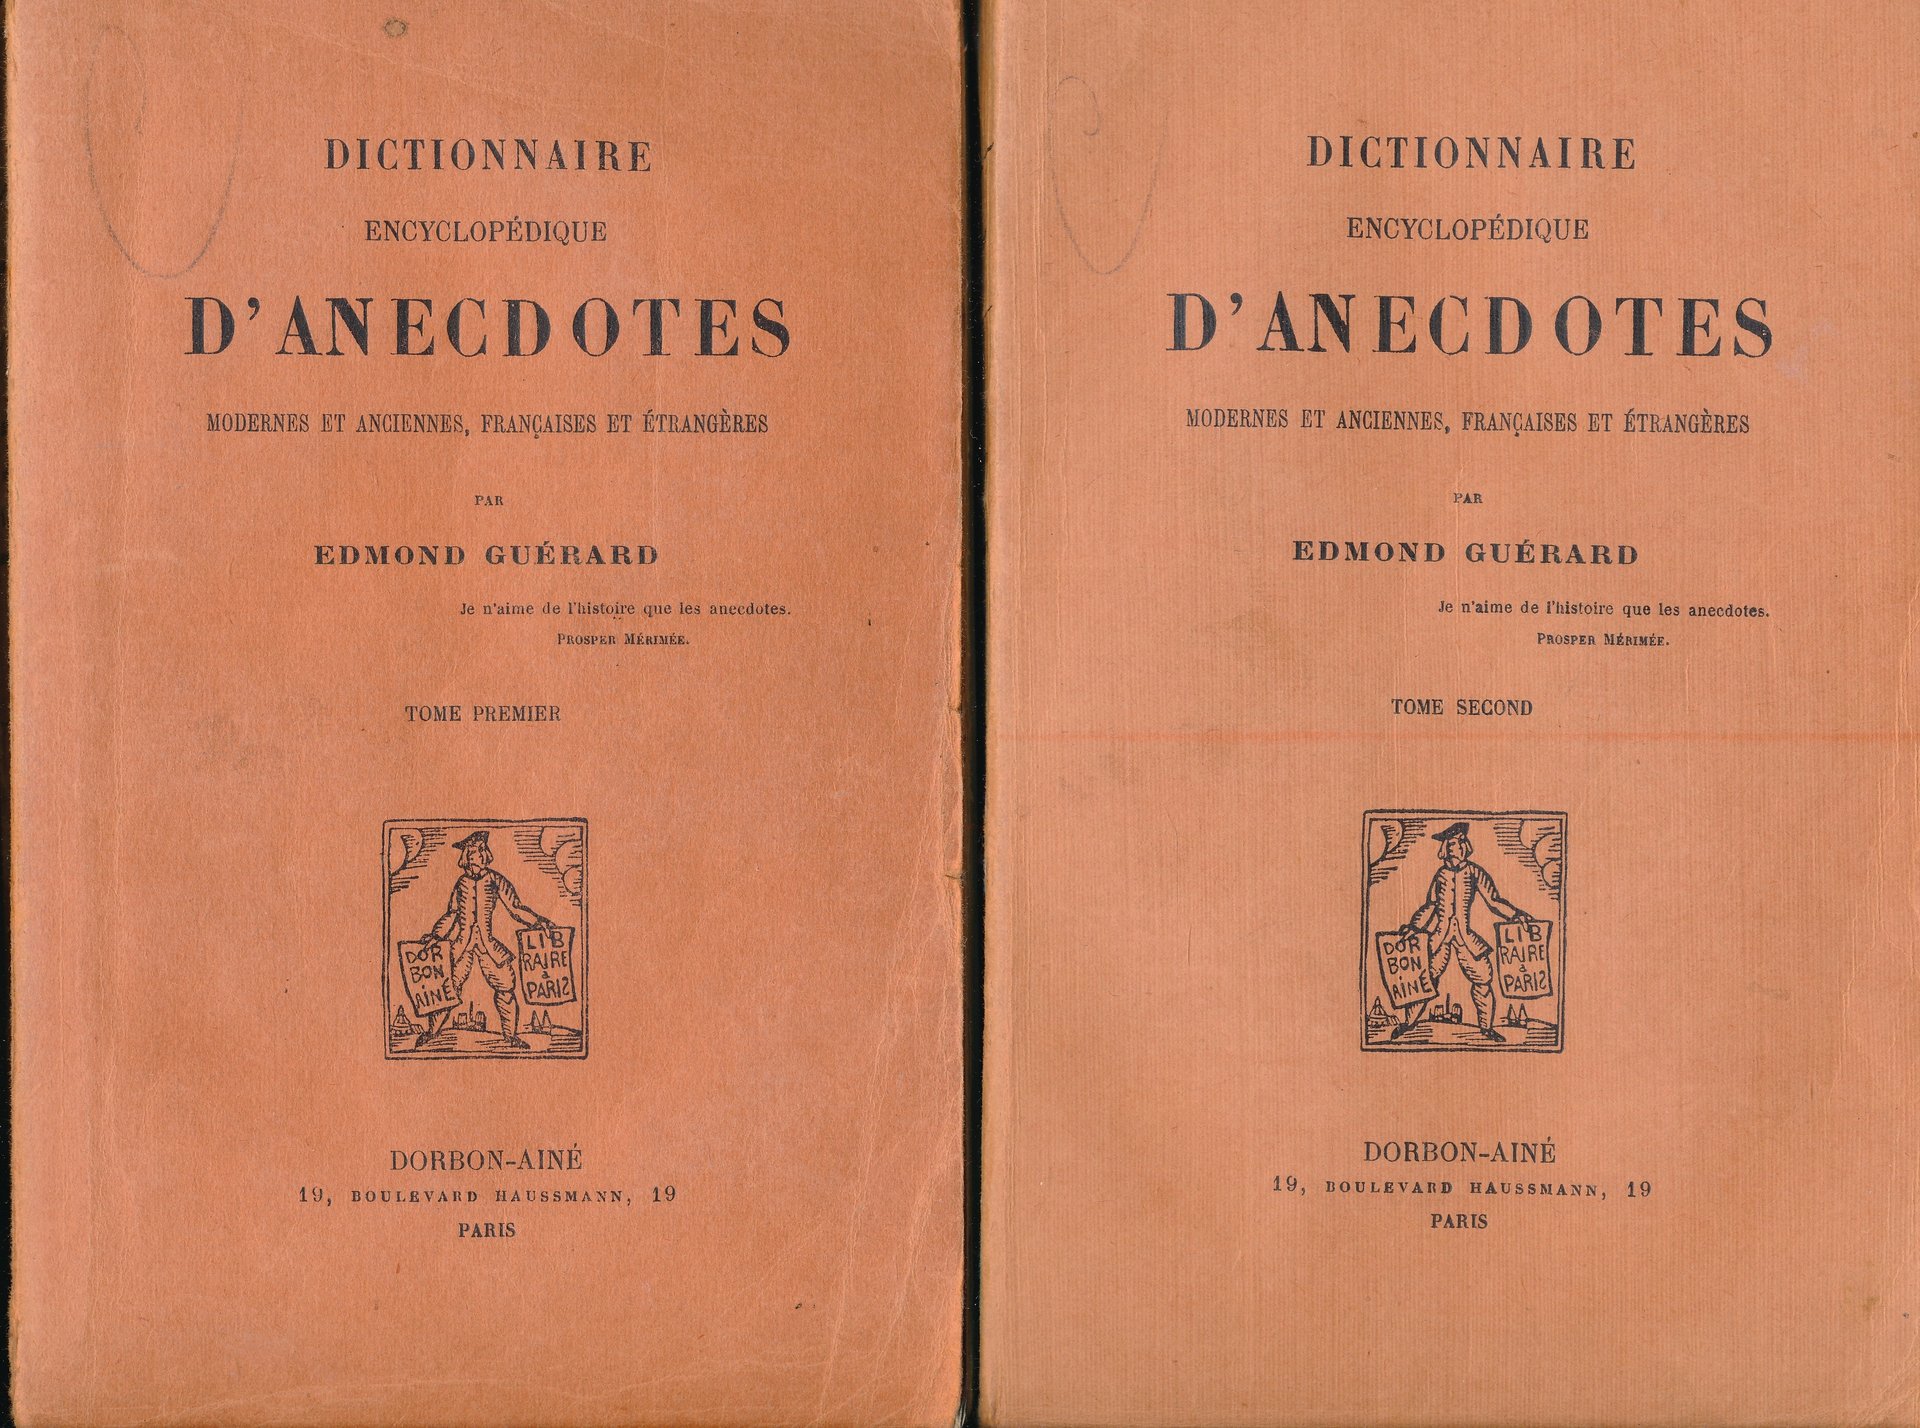 DICTIONNAIRE
ENCYCLOPÉDIQUE
D'ANECDOTES
MODERNES ET ANCIENNES, FRANÇAISES ET ÉTRANGÈRES
PAR
EDMOND GUÉRARD
Je n'aime de l'histoire que les anecdotes.
PROSPER MÉRIMÉE.
TOME PREMIER
DOR
BON
AINÉ
LIB
RAIRE
à
PARIS
DORBON-AINÉ
19, BOULEVARD HAUSSMANN, 19
PARIS
DICTIONNAIRE
ENCYCLOPÉDIQUE
D'ANECDOTES
MODERNES ET ANCIENNES, FRANÇAISES ET ÉTRANGÈRES
PAR
EDMOND GUÉRARD
Je n'aime de l'histoire que les anecdotes.
PROSPER MÉRIMÉE.
TOME SECOND
DOR
BON
AINÉ
LIB
RAIRE
à
PARIS
DORBON-AINÉ
19, BOULEVARD HAUSSMANN, 19
PARIS